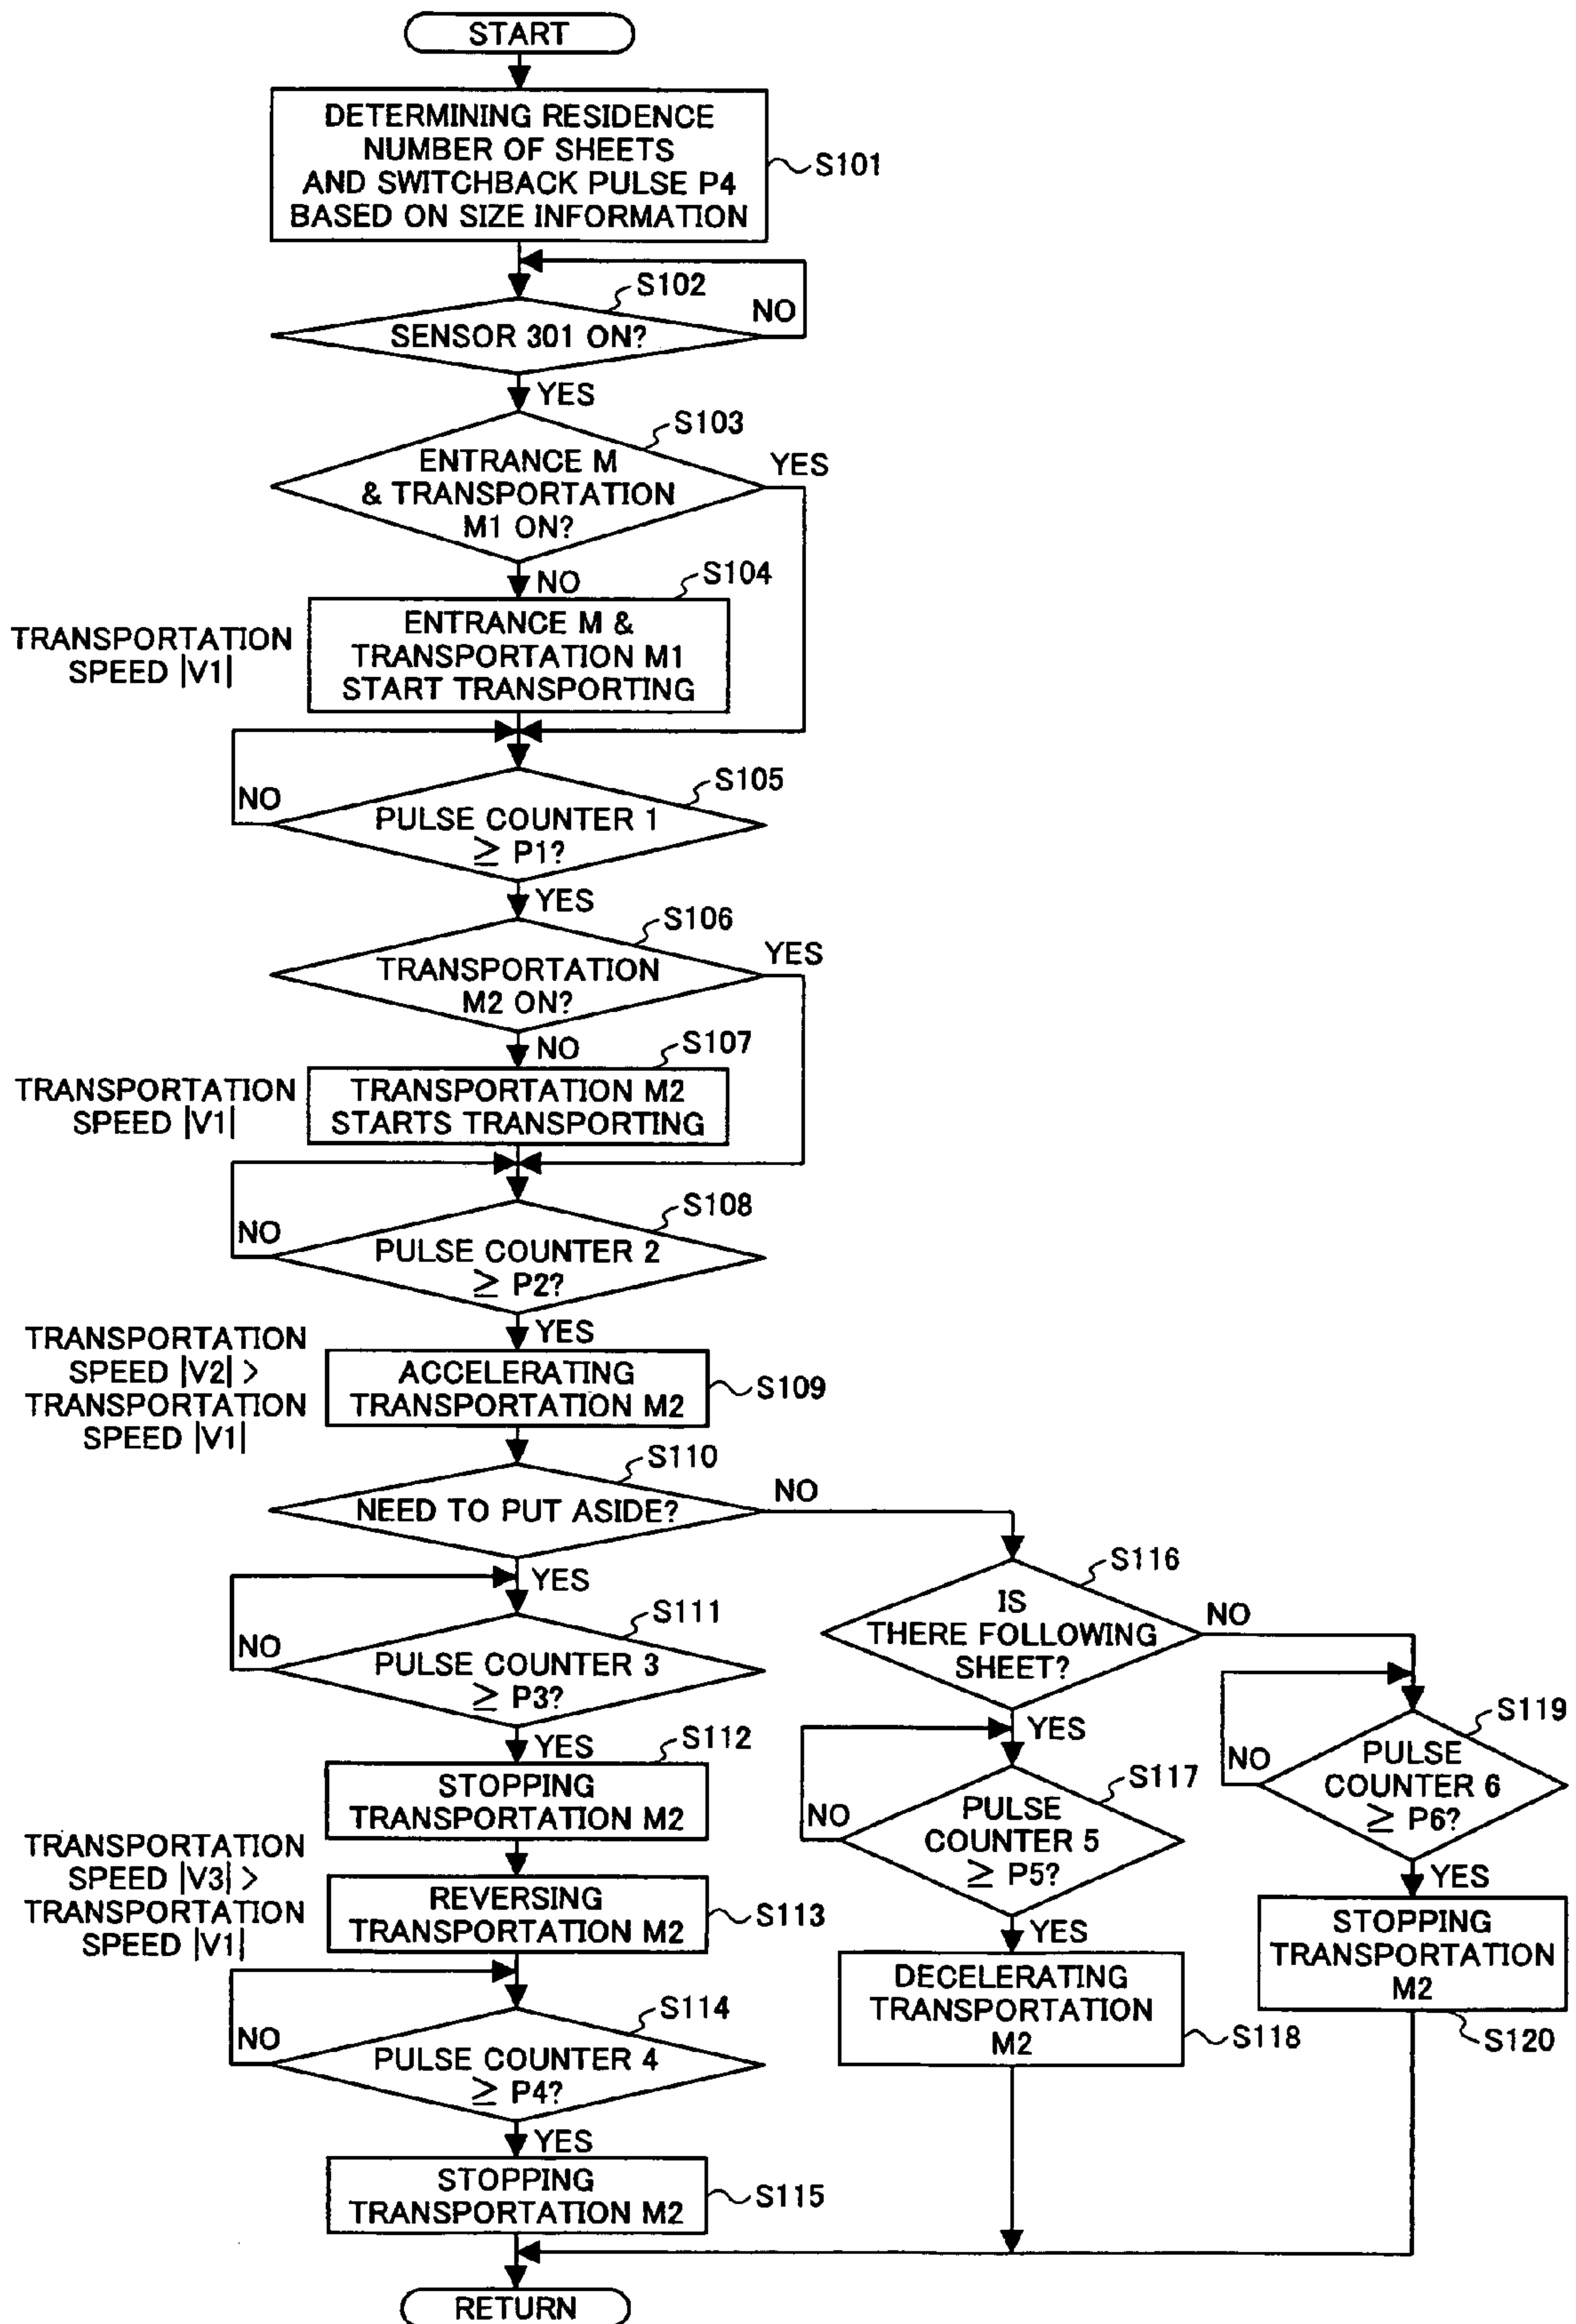 START
DETERMINING RESIDENCE
NUMBER OF SHEETS
AND SWITCHBACK PULSE P4
BASED ON SIZE INFORMATION
S101
S102
NO
SENSOR 301 ON?
YES
S103
YES
ENTRANCE M
& TRANSPORTATION
M1 ON?
NO
S104
TRANSPORTATION
SPEED |V1|
ENTRANCE M &
TRANSPORTATION M1
START TRANSPORTING
S105
NO
PULSE COUNTER 1
≥ P1?
YES
S106
YES
TRANSPORTATION
M2 ON?
NO
S107
TRANSPORTATION
SPEED |V1|
TRANSPORTATION M2
STARTS TRANSPORTING
S108
NO
PULSE COUNTER 2
≥ P2?
YES
TRANSPORTATION
SPEED |V2| >
TRANSPORTATION
SPEED |V1|
ACCELERATING
TRANSPORTATION M2
S109
S110
NO
NEED TO PUT ASIDE?
YES
S111
NO
PULSE COUNTER 3
≥ P3?
YES
S112
STOPPING
TRANSPORTATION M2
TRANSPORTATION
SPEED |V3| >
TRANSPORTATION
SPEED |V1|
REVERSING
TRANSPORTATION M2
S113
S114
NO
PULSE COUNTER 4
≥ P4?
YES
STOPPING
TRANSPORTATION M2
S115
S116
IS
THERE FOLLOWING
SHEET?
NO
YES
S117
NO
PULSE
COUNTER 5
≥ P5?
YES
DECELERATING
TRANSPORTATION
M2
S118
S119
NO
PULSE
COUNTER 6
≥ P6?
YES
STOPPING
TRANSPORTATION
M2
S120
RETURN